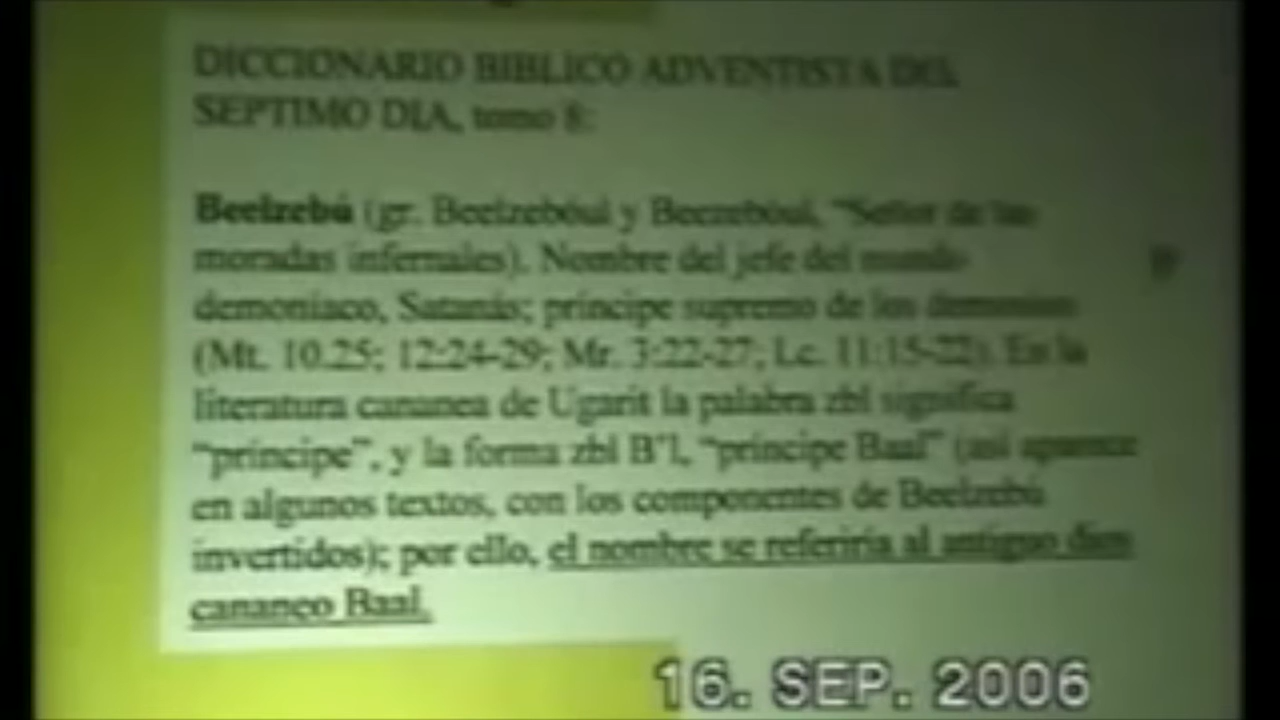 DICCIONARIO BIBLICO ADVENTISTA DEL
SEPTIMO DIA, tomo 8:
Beelzebú (gr. Beelzebóul y Beezebóul, "Señor de las
moradas infernales). Nombre del jefe del mundo
demoníaco, Satanás; príncipe supremo de los demonios
(Mt. 10.25; 12:24-29; Mr. 3:22-27; Lc. 11:15-22). En la
literatura cananea de Ugarit la palabra zbl significa
"príncipe", y la forma zbl B'l, "príncipe Baal" (así aparece
en algunos textos, con los componentes de Beelzebú
invertidos); por ello, el nombre se referiría al antiguo dios
cananeo Baal.
16. SEP. 2006